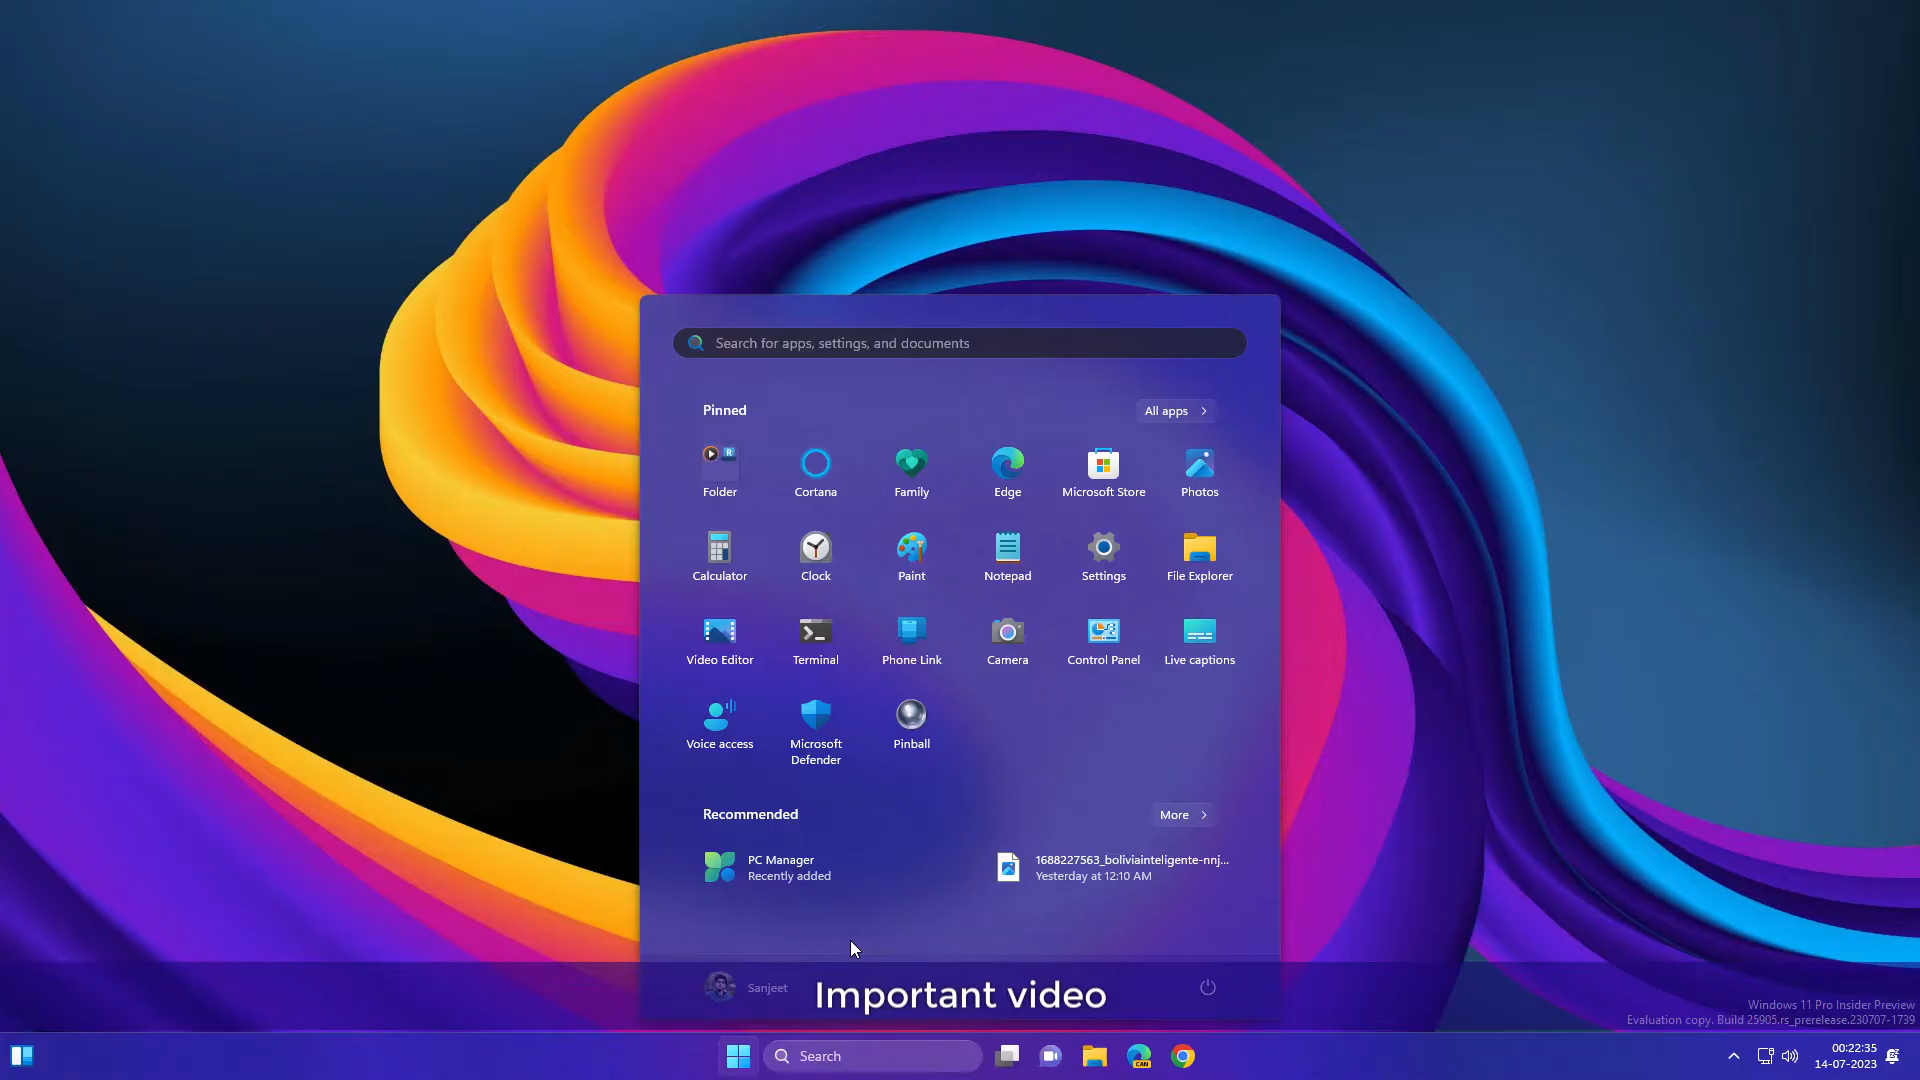 Search for apps, settings, and documents
Pinned
All apps
R
Folder
Cortana
Family
Edge
Microsoft Store
Photos
Calculator
Clock
Paint
Notepad
Settings
File Explorer
Video Editor
Terminal
Phone Link
Camera
Control Panel
Live captions
Voice access
Microsoft
Defender
Pinball
Recommended
More
PC Manager
Recently added
1688227563_boliviainteligente-nnj...
Yesterday at 12:10 AM
Sanjeet
Important video
Windows 11 Pro Insider Preview
Evaluation copy. Build 25905.rs_prerelease.230707-1739
Search
CAN
00:22:35
14-07-2023